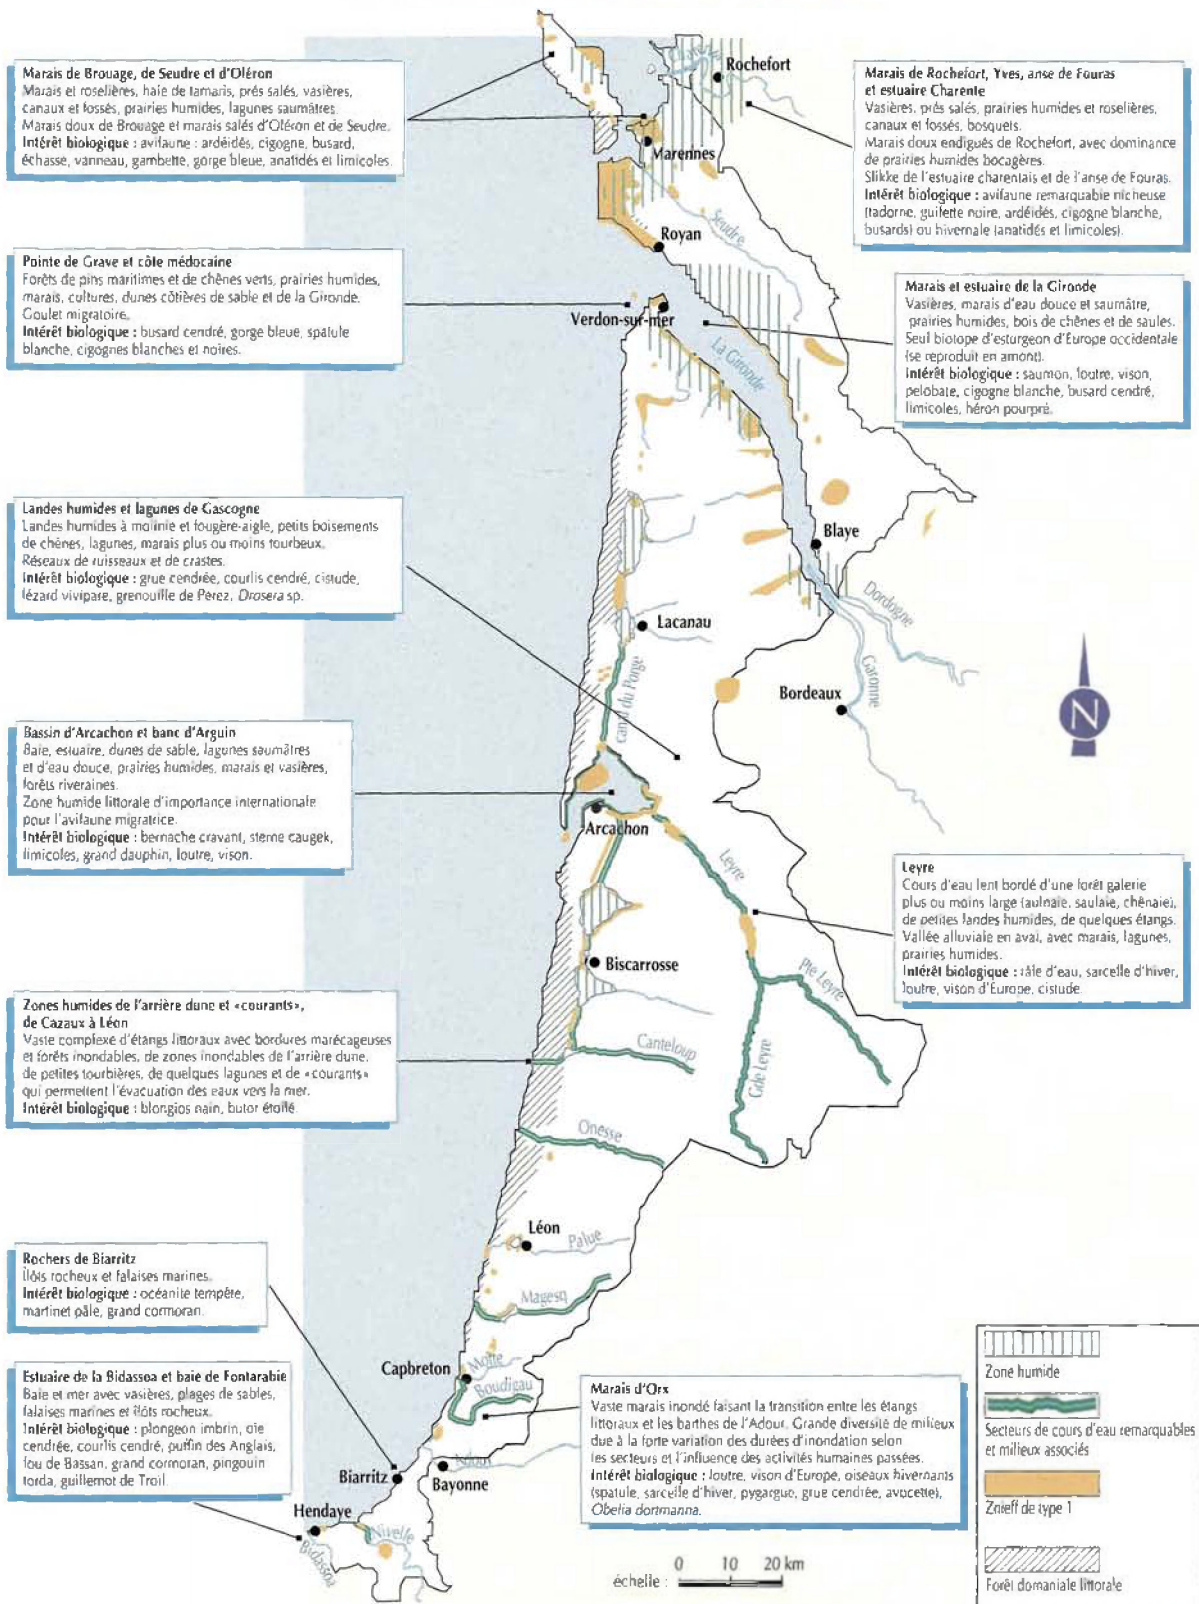 Marais de Brouage, de Seudre et d'Oléron
Marais et roselières, haie de tamaris, prés salés, vasières,
canaux et fossés, prairies humides, lagunes saumâtres.
Marais doux de Brouage et marais salés d'Oléron et de Seudre.
Intérêt biologique : avifaune : ardéidés, cigogne, busard,
échasse, vanneau, gambette, gorge bleue, anatidés et limicoles.
Pointe de Grave et côte médocaine
Forêts de pins maritimes et de chênes verts, prairies humides,
marais, cultures, dunes côtières de sable et de la Gironde.
Goulet migratoire.
Intérêt biologique : busard cendré, gorge bleue, spatule
blanche, cigognes blanches et noires.
Landes humides et lagunes de Gascogne
Landes humides à molinie et fougère-aigle, petits boisements
de chênes, lagunes, marais plus ou moins tourbeux.
Réseaux de ruisseaux et de crastes.
Intérêt biologique : grue cendrée, courlis cendré, cistude,
lézard vivipare, grenouille de Pérez, Drosera sp.
Bassin d'Arcachon et banc d'Arguin
Baie, estuaire, dunes de sable, lagunes saumâtres
et d'eau douce, prairies humides, marais et vasières,
forêts riveraines.
Zone humide littorale d'importance internationale
pour l'avifaune migratrice.
Intérêt biologique : bernache cravant, sterne caugek,
limicoles, grand dauphin, loutre, vison.
Zones humides de l'arrière dune et «courants»,
de Cazaux à Léon
Vaste complexe d'étangs littoraux avec bordures marécageuses
et forêts inondables, de zones inondables de l'arrière dune,
de petites tourbières, de quelques lagunes et de «courants»
qui permettent l'évacuation des eaux vers la mer.
Intérêt biologique : blongios nain, butor étoilé
Rochers de Biarritz
Îlots rocheux et falaises marines.
Intérêt biologique : océanite tempête,
martinet pâle, grand cormoran.
Estuaire de la Bidassoa et baie de Fontarabie
Baie et mer avec vasières, plages de sables,
falaises marines et îlots rocheux.
Intérêt biologique : plongeon imbrin, oie
cendrée, courlis cendré, puffin des Anglais,
fou de Bassan, grand cormoran, pingouin
torda, guillemot de Troïl
Marais de Rochefort, Yves, anse de Fouras
et estuaire Charente
Vasières, prés salés, prairies humides et roselières,
canaux et fossés, bosquets.
Marais doux endigués de Rochefort, avec dominance
de prairies humides bocagères.
Slikke de l'estuaire charentais et de l'anse de Fouras.
Intérêt biologique : avifaune remarquable nicheuse
(tadorne, guifette noire, ardéidés, cigogne blanche,
busards) ou hivernale (anatidés et limicoles).
Marais et estuaire de la Gironde
Vasières, marais d'eau douce et saumâtre,
prairies humides, bois de chênes et de saules.
Seul biotope d'esturgeon d'Europe occidentale
(se reproduit en amont).
Intérêt biologique : saumon, loutre, vison,
pelobate, cigogne blanche, busard cendré,
limicoles, héron pourpré.
Leyre
Cours d'eau lent bordé d'une forêt galerie
plus ou moins large (aulnaie, saulaie, chênaie),
de petites landes humides, de quelques étangs.
Vallée alluviale en aval, avec marais, lagunes,
prairies humides.
Intérêt biologique : râle d'eau, sarcelle d'hiver,
loutre, vison d'Europe, cistude.
Marais d'Orx
Vaste marais inondé faisant la transition entre les étangs
littoraux et les barthes de l'Adour. Grande diversité de milieux
due à la forte variation des durées d'inondation selon
les secteurs et l'influence des activités humaines passées.
Intérêt biologique : loutre, vison d'Europe, oiseaux hivernants
(spatule, sarcelle d'hiver, pygargue, grue cendrée, avocette),
Obelia dortmanna.
Charente
Rochefort
Marennes
Seudre
Royan
Verdon-sur-mer
La Gironde
Blaye
Dordogne
Garonne
Lacanau
Canal du Porge
Bordeaux
N
Arcachon
Leyre
Biscarrosse
Pte Leyre
Canteloup
Gde Leyre
Onesse
Léon
Palue
Magesq
Capbreton
Moïte
Boudigau
Adour
Biarritz
Bayonne
Hendaye
Nivelle
Bidassoa
échelle :
0 10 20 km
Zone humide
Secteurs de cours d'eau remarquables
et milieux associés
Znieff de type 1
Forêt domaniale littorale